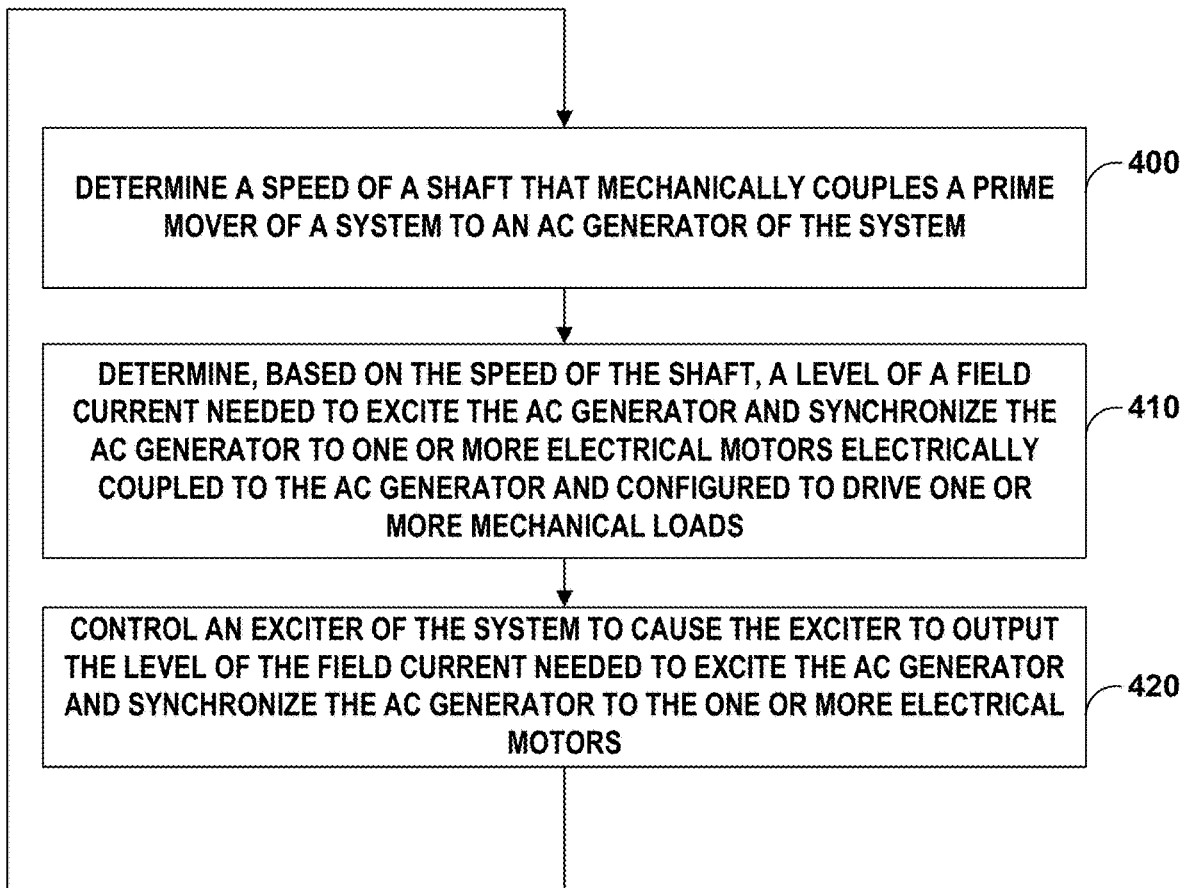 DETERMINE A SPEED OF A SHAFT THAT MECHANICALLY COUPLES A PRIME
MOVER OF A SYSTEM TO AN AC GENERATOR OF THE SYSTEM
400
DETERMINE, BASED ON THE SPEED OF THE SHAFT, A LEVEL OF A FIELD
CURRENT NEEDED TO EXCITE THE AC GENERATOR AND SYNCHRONIZE THE
AC GENERATOR TO ONE OR MORE ELECTRICAL MOTORS ELECTRICALLY
COUPLED TO THE AC GENERATOR AND CONFIGURED TO DRIVE ONE OR
MORE MECHANICAL LOADS
410
CONTROL AN EXCITER OF THE SYSTEM TO CAUSE THE EXCITER TO OUTPUT
THE LEVEL OF THE FIELD CURRENT NEEDED TO EXCITE THE AC GENERATOR
AND SYNCHRONIZE THE AC GENERATOR TO THE ONE OR MORE ELECTRICAL
MOTORS
420